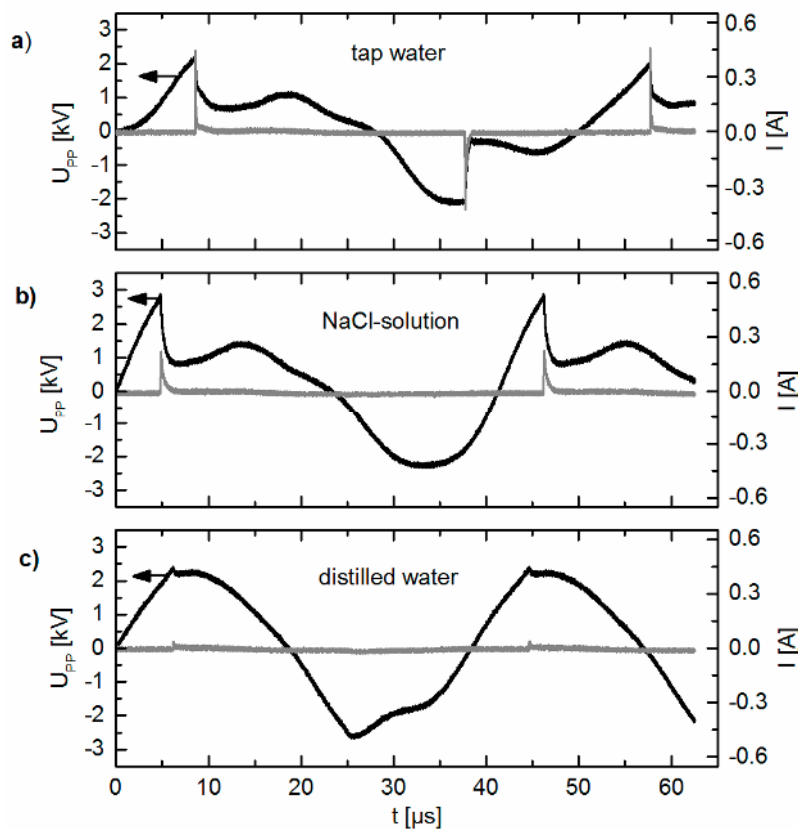 a)
tap water
U_PP [kV]
3
2
1
0
-1
-2
-3
0.6
0.3
0.0
-0.3
-0.6
I [A]
b)
NaCl-solution
U_PP [kV]
3
2
1
0
-1
-2
-3
0.6
0.3
0.0
-0.3
-0.6
I [A]
c)
distilled water
U_PP [kV]
3
2
1
0
-1
-2
-3
0.6
0.3
0.0
-0.3
-0.6
I [A]
0 10 20 30 40 50 60
t [µs]